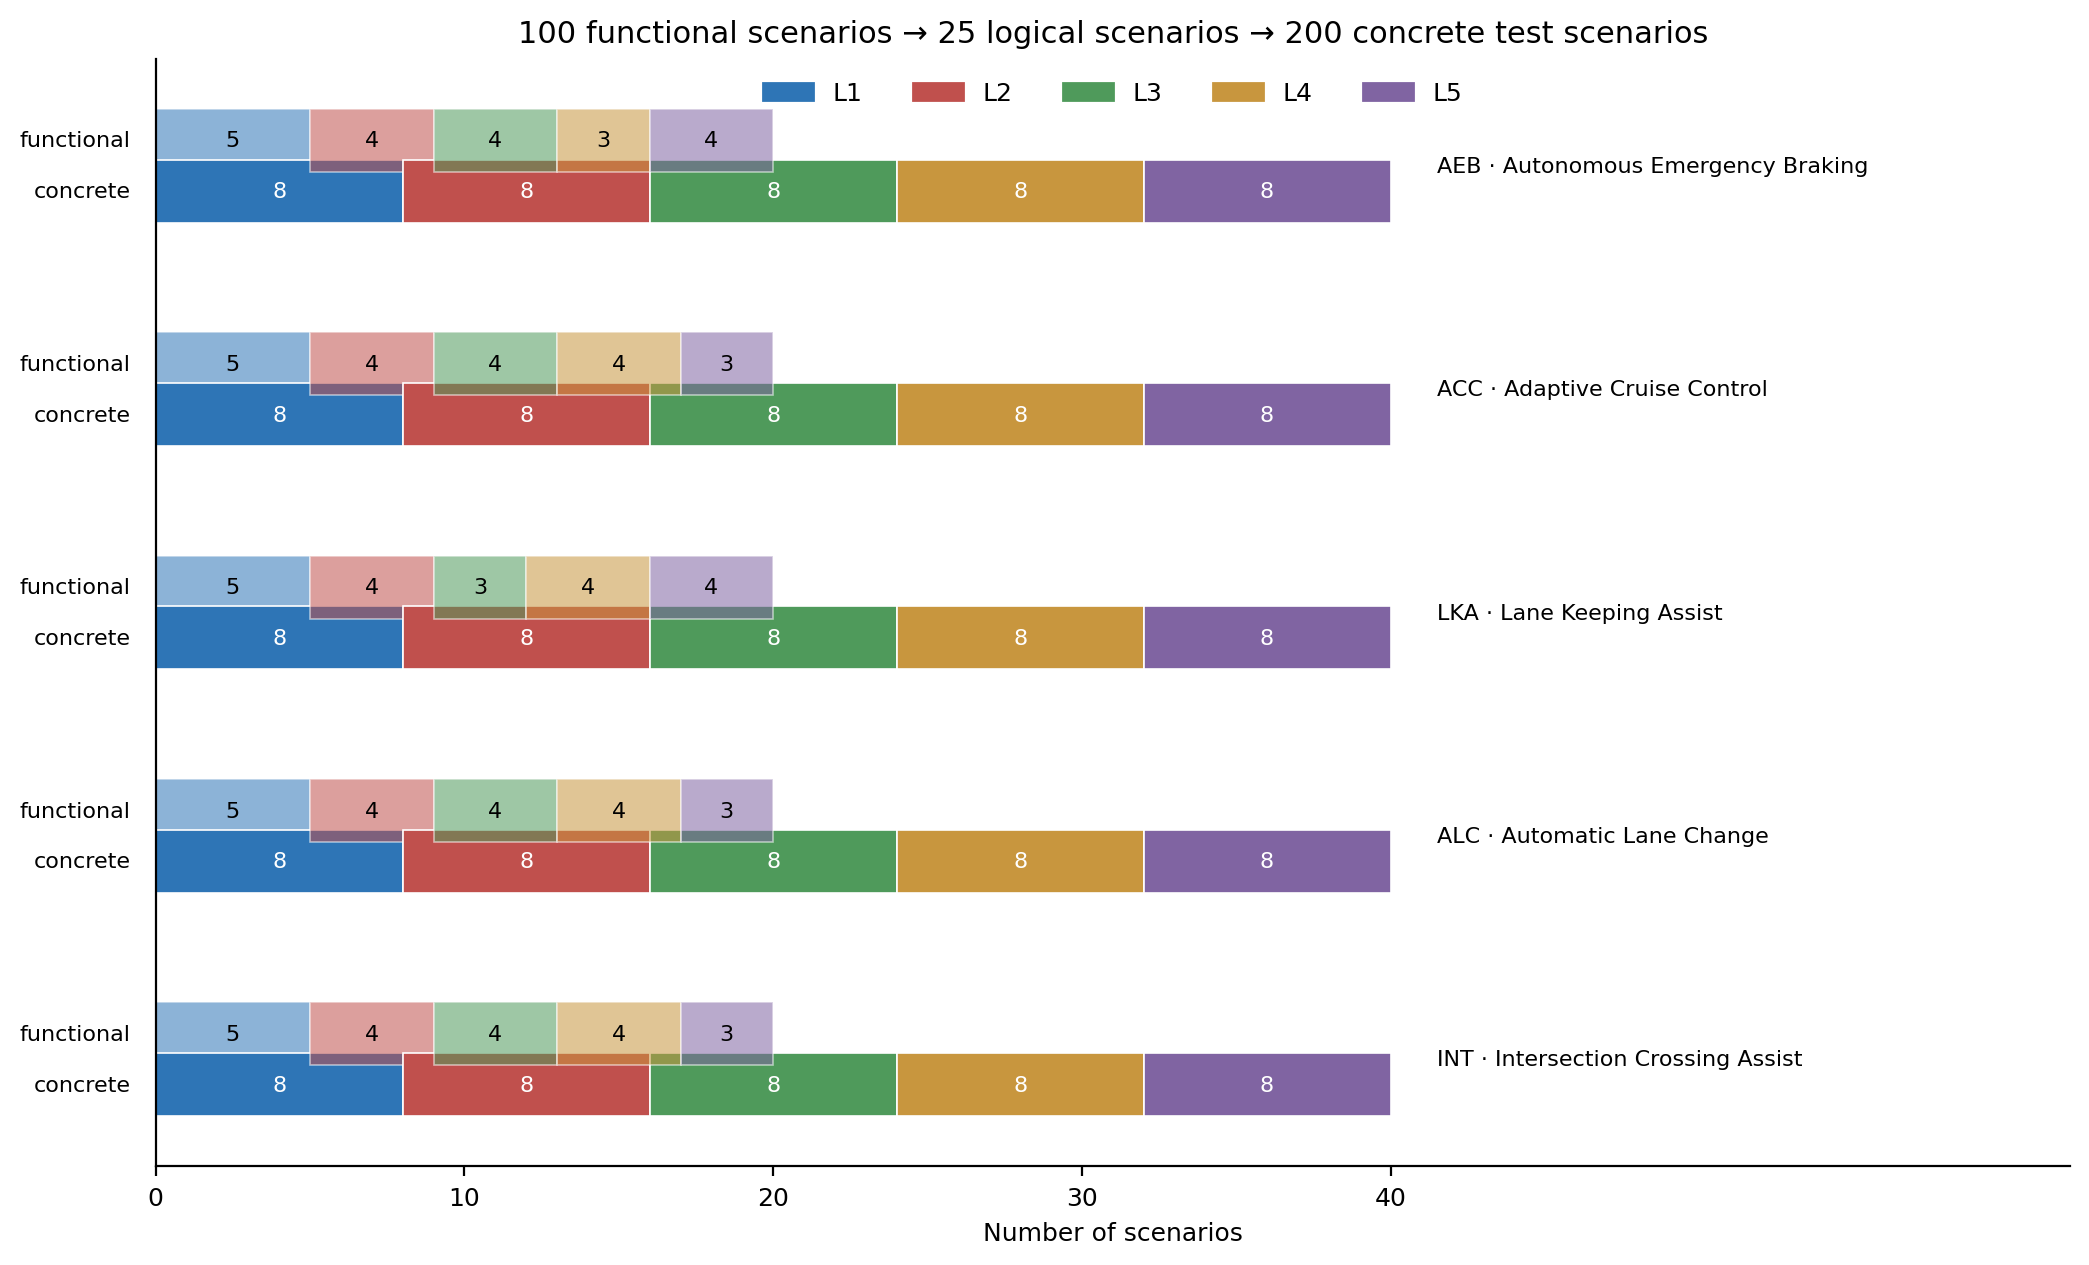 100 functional scenarios → 25 logical scenarios → 200 concrete test scenarios
L1 L2 L3 L4 L5
functional 5 4 4 3 4
AEB · Autonomous Emergency Braking
concrete 8 8 8 8 8
functional 5 4 4 4 3
ACC · Adaptive Cruise Control
concrete 8 8 8 8 8
functional 5 4 3 4 4
LKA · Lane Keeping Assist
concrete 8 8 8 8 8
functional 5 4 4 4 3
ALC · Automatic Lane Change
concrete 8 8 8 8 8
functional 5 4 4 4 3
INT · Intersection Crossing Assist
concrete 8 8 8 8 8
0 10 20 30 40
Number of scenarios